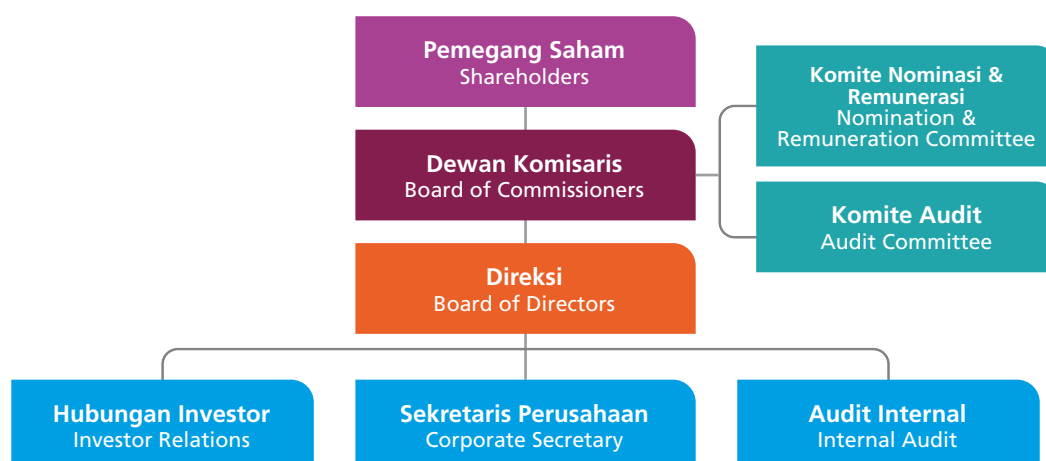 Pemegang Saham
Shareholders
Komite Nominasi &
Remunerasi
Nomination &
Remuneration Committee
Dewan Komisaris
Board of Commissioners
Komite Audit
Audit Committee
Direksi
Board of Directors
Hubungan Investor
Investor Relations
Sekretaris Perusahaan
Corporate Secretary
Audit Internal
Internal Audit